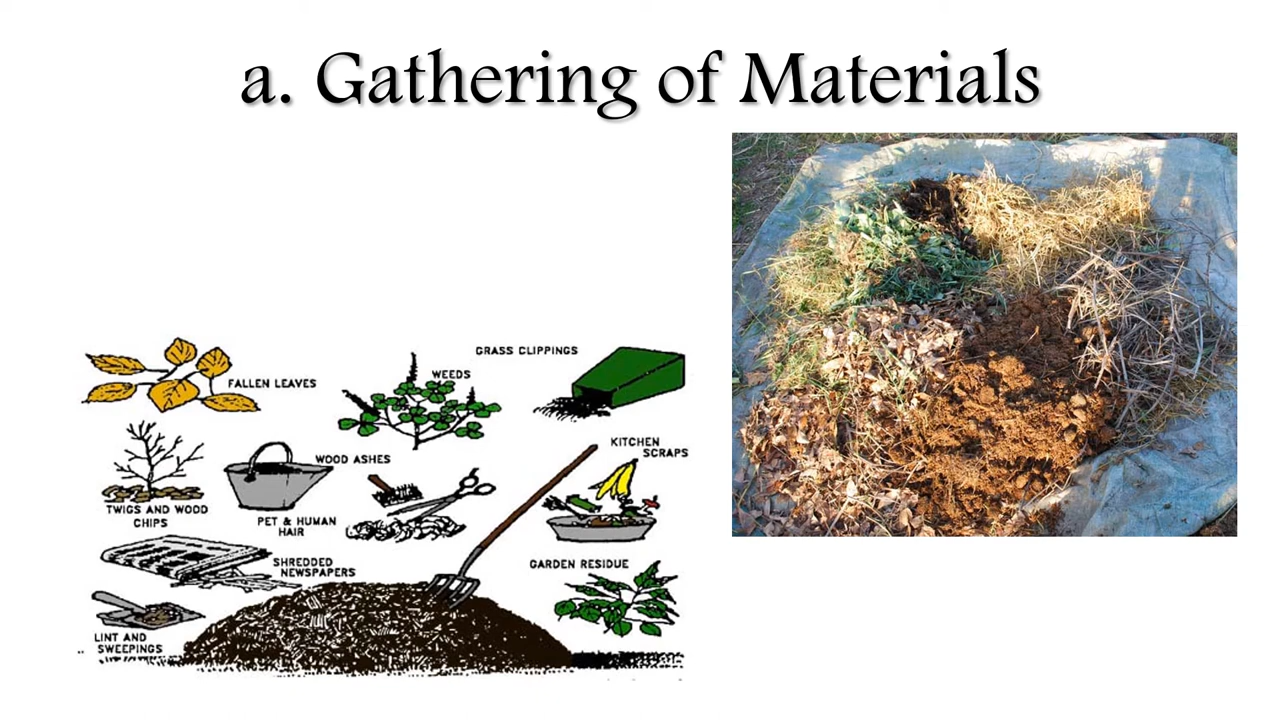 a. Gathering of Materials
GRASS CLIPPINGS
FALLEN LEAVES
WEEDS
KITCHEN
SCRAPS
WOOD ASHES
TWIGS AND WOOD
CHIPS
PET & HUMAN
HAIR
SHREDDED
NEWSPAPERS
GARDEN RESIDUE
LINT AND
SWEEPINGS